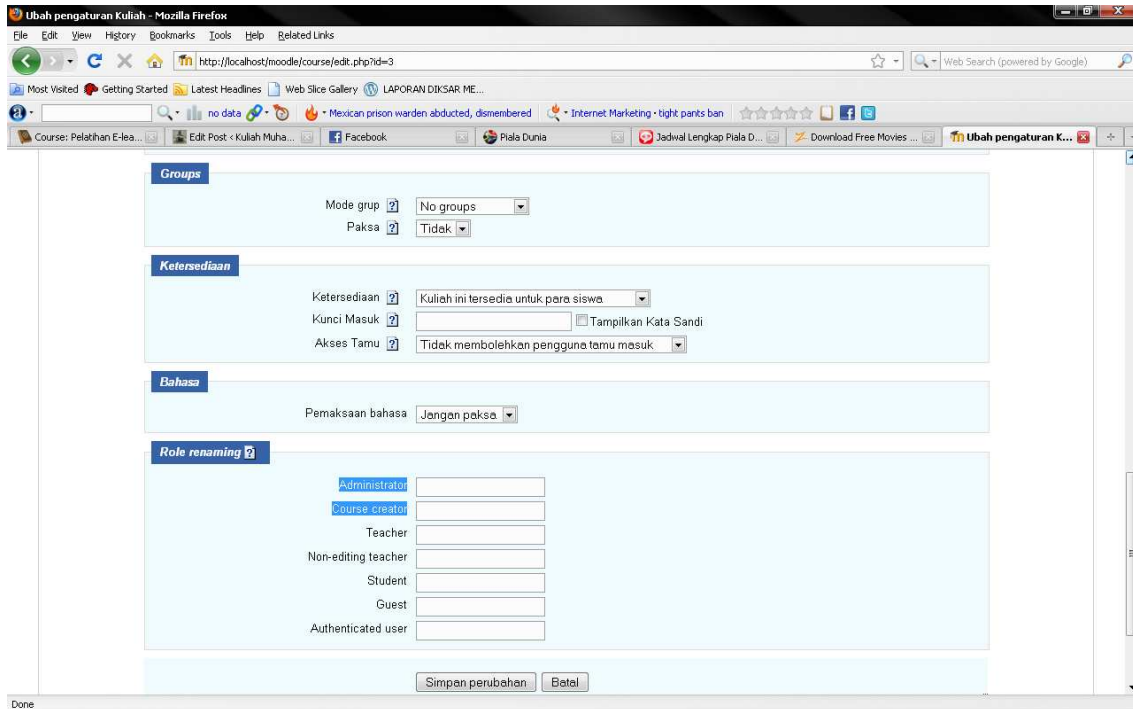 Ubah pengaturan Kuliah - Mozilla Firefox
File Edit View History Bookmarks Tools Help Related Links
http://localhost/moodle/course/edit.php?id=3 Web Search (powered by Google)
Most Visited Getting Started Latest Headlines Web Slice Gallery LAPORAN DIKSAR ME...
no data Mexican prison warden abducted, dismembered Internet Marketing · tight pants ban
Course: Pelatihan E-lea... Edit Post ‹ Kuliah Muha... Facebook Piala Dunia Jadwal Lengkap Piala D... Download Free Movies ... Ubah pengaturan K...
Groups
Mode grup ? No groups
Paksa ? Tidak
Ketersediaan
Ketersediaan ? Kuliah ini tersedia untuk para siswa
Kunci Masuk ? Tampilkan Kata Sandi
Akses Tamu ? Tidak membolehkan pengguna tamu masuk
Bahasa
Pemaksaan bahasa Jangan paksa
Role renaming ?
Administrator
Course creator
Teacher
Non-editing teacher
Student
Guest
Authenticated user
Simpan perubahan Batal
Done